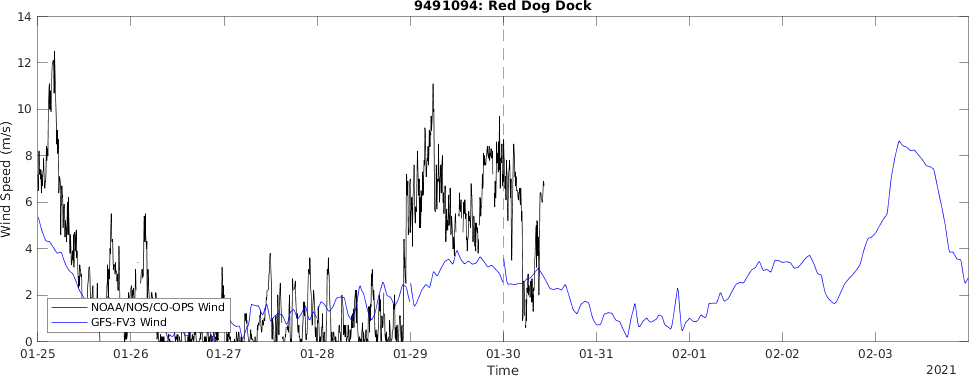 9491094: Red Dog Dock
14
12
10
8
6
4
2
0
Wind Speed (m/s)
NOAA/NOS/CO-OPS Wind
GFS-FV3 Wind
01-25 01-26 01-27 01-28 01-29 01-30 01-31 02-01 02-02 02-03
Time
2021